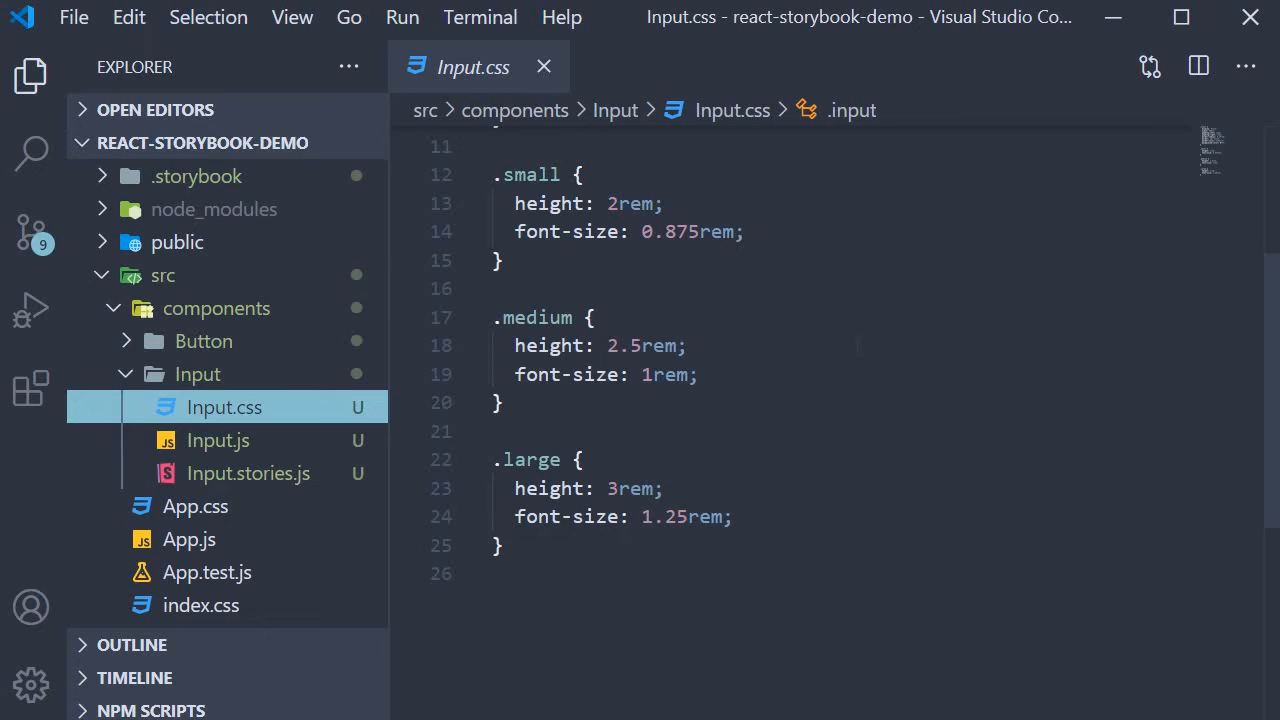 File Edit Selection View Go Run Terminal Help Input.css - react-storybook-demo - Visual Studio Co...
EXPLORER
Input.css
OPEN EDITORS
src components Input Input.css .input
REACT-STORYBOOK-DEMO
.storybook
node_modules
public
src
components
Button
Input
Input.css U
Input.js U
Input.stories.js U
App.css
App.js
App.test.js
index.css
OUTLINE
TIMELINE
NPM SCRIPTS
9
11
12 .small {
13 height: 2rem;
14 font-size: 0.875rem;
15 }
16
17 .medium {
18 height: 2.5rem;
19 font-size: 1rem;
20 }
21
22 .large {
23 height: 3rem;
24 font-size: 1.25rem;
25 }
26